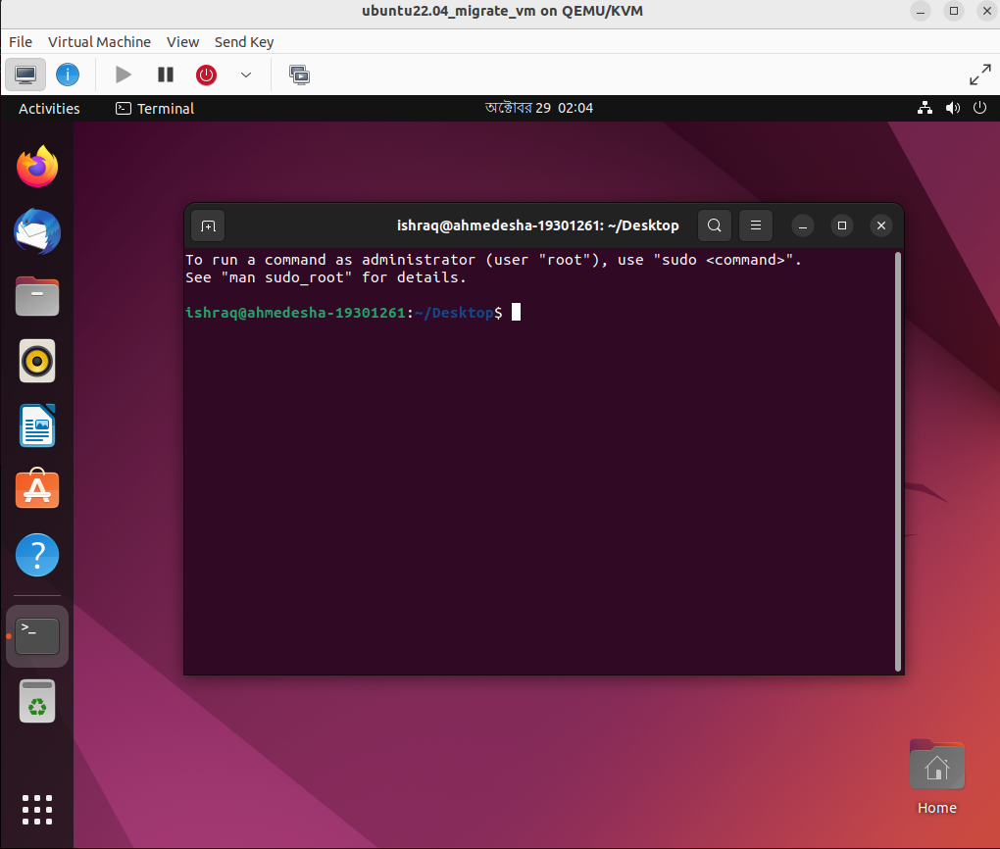 ubuntu22.04_migrate_vm on QEMU/KVM
File Virtual Machine View Send Key
Activities Terminal অক্টোবর 29 02:04
ishraq@ahmedesha-19301261: ~/Desktop
To run a command as administrator (user "root"), use "sudo <command>".
See "man sudo_root" for details.
ishraq@ahmedesha-19301261:~/Desktop$
Home